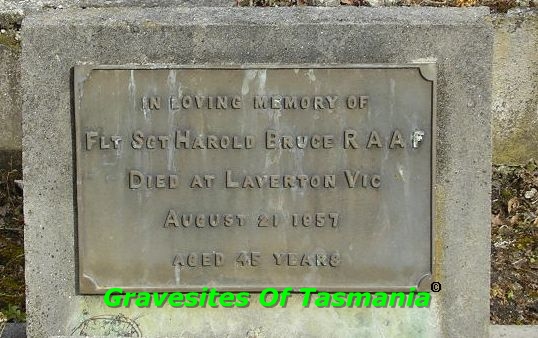 IN LOVING MEMORY OF
FLT SGT HAROLD BRUCE R A A F
DIED AT LAVERTON VIC
AUGUST 21 1957
AGED 45 YEARS
Gravesites Of Tasmania ©